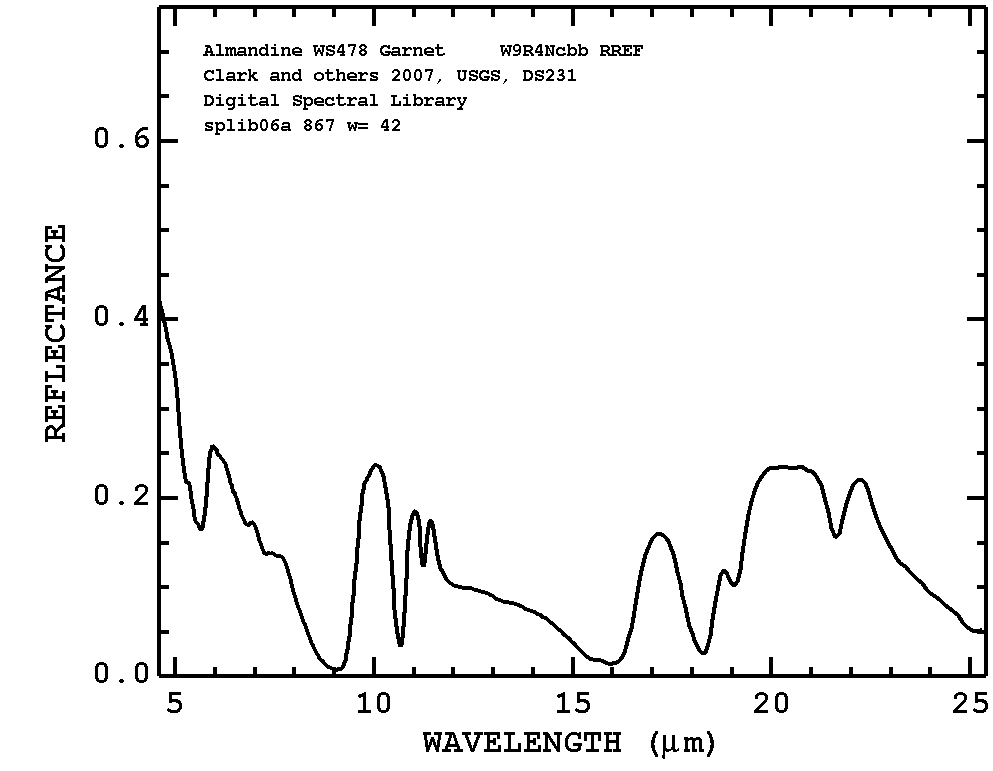 Almandine WS478 Garnet W9R4Ncbb RREF
Clark and others 2007, USGS, DS231
Digital Spectral Library
splib06a 867 w= 42
0.6
0.4
0.2
0.0
REFLECTANCE
5 10 15 20 25
WAVELENGTH (μm)